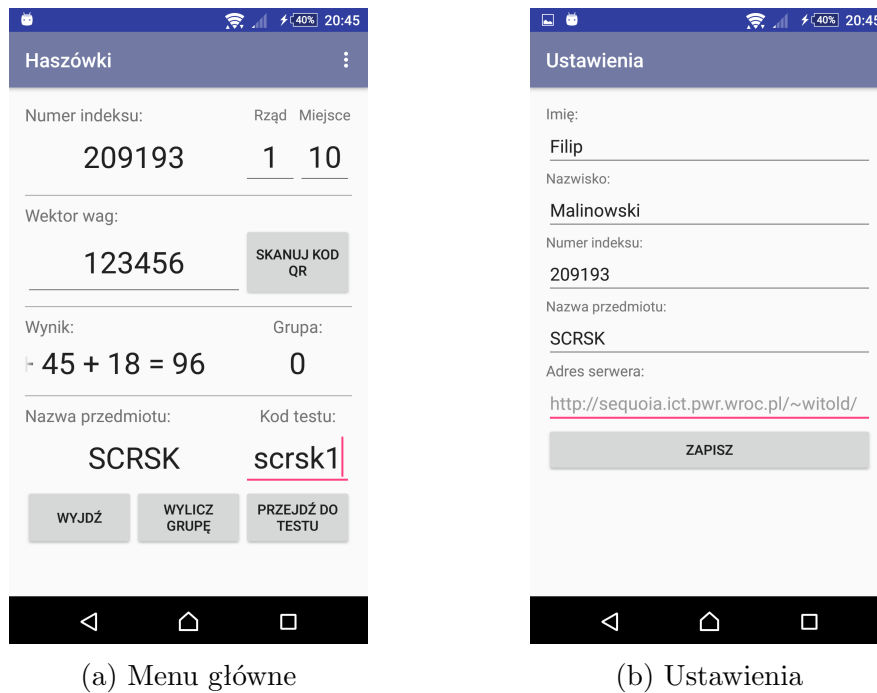 40% 20:45
Haszówki
Numer indeksu: Rząd Miejsce
209193 1 10
Wektor wag:
123456 SKANUJ KOD
QR
Wynik: Grupa:
45 + 18 = 96 0
Nazwa przedmiotu: Kod testu:
SCRSK scrsk1
WYJDŹ WYLICZ GRUPĘ PRZEJDŹ DO TESTU
(a) Menu główne
40% 20:45
Ustawienia
Imię:
Filip
Nazwisko:
Malinowski
Numer indeksu:
209193
Nazwa przedmiotu:
SCRSK
Adres serwera:
http://sequoia.ict.pwr.wroc.pl/~witold/
ZAPISZ
(b) Ustawienia